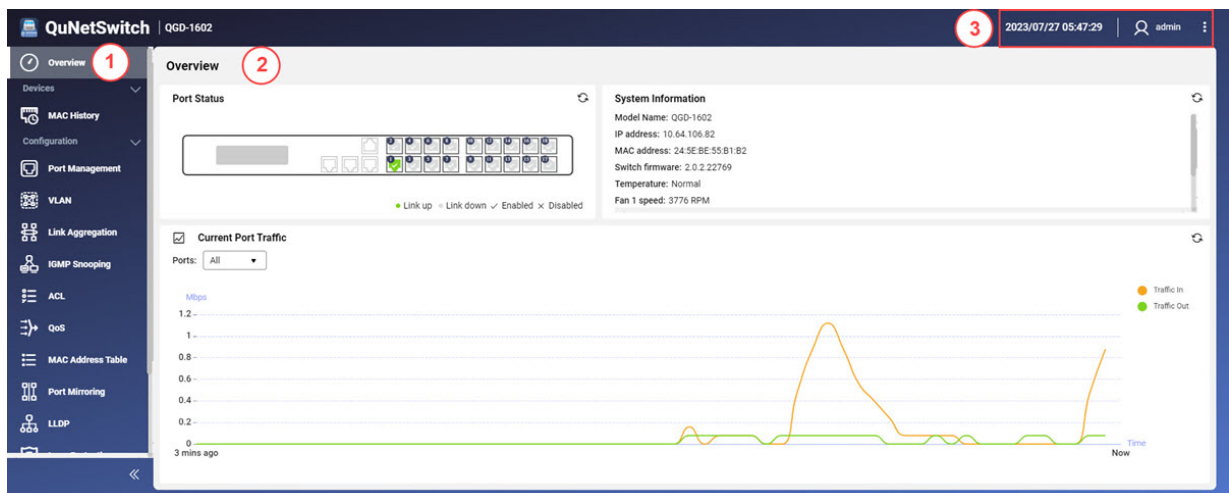 QuNetSwitch | QGD-1602
3
2023/07/27 05:47:29
admin
Overview
1
Devices
MAC History
Configuration
Port Management
VLAN
Link Aggregation
IGMP Snooping
ACL
QoS
MAC Address Table
Port Mirroring
LLDP
Overview
2
Port Status
Link up Link down Enabled Disabled
System Information
Model Name: QGD-1602
IP address: 10.64.106.82
MAC address: 24:5E:BE:55:B1:B2
Switch firmware: 2.0.2.22769
Temperature: Normal
Fan 1 speed: 3776 RPM
Current Port Traffic
Ports: All
Mbps
Traffic In
Traffic Out
1.2
1
0.8
0.6
0.4
0.2
0
Time
3 mins ago
Now